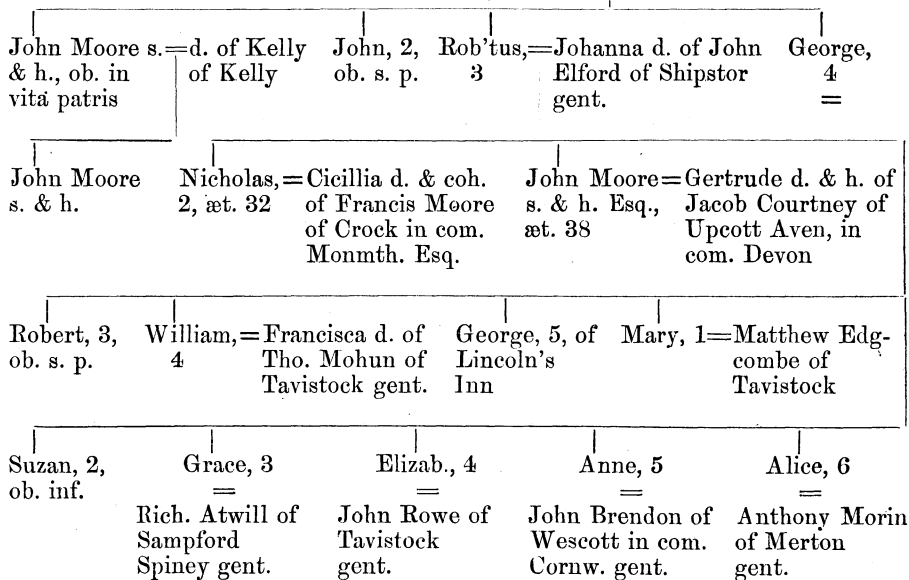 John Moore s.=d. of Kelly John, 2, Rob'tus,=Johanna d. of John George,
& h., ob. in of Kelly ob. s. p. 3 Elford of Shipstor 4
vitâ patris gent. =
John Moore Nicholas,=Cicillia d. & coh. John Moore=Gertrude d. & h. of
s. & h. 2, æt. 32 of Francis Moore s. & h. Esq., Jacob Courtney of
of Crock in com. æt. 38 Upcott Aven, in
Monmth. Esq. com. Devon
Robert, 3, William,=Francisca d. of George, 5, of Mary, 1=Matthew Edg-
ob. s. p. 4 Tho. Mohun of Lincoln's combe of
Tavistock gent. Inn Tavistock
Suzan, 2, Grace, 3 Elizab., 4 Anne, 5 Alice, 6
ob. inf. = = = =
Rich. Atwill of John Rowe of John Brendon of Anthony Morin
Sampford Tavistock Wescott in com. of Merton
Spiney gent. gent. Cornw. gent. gent.